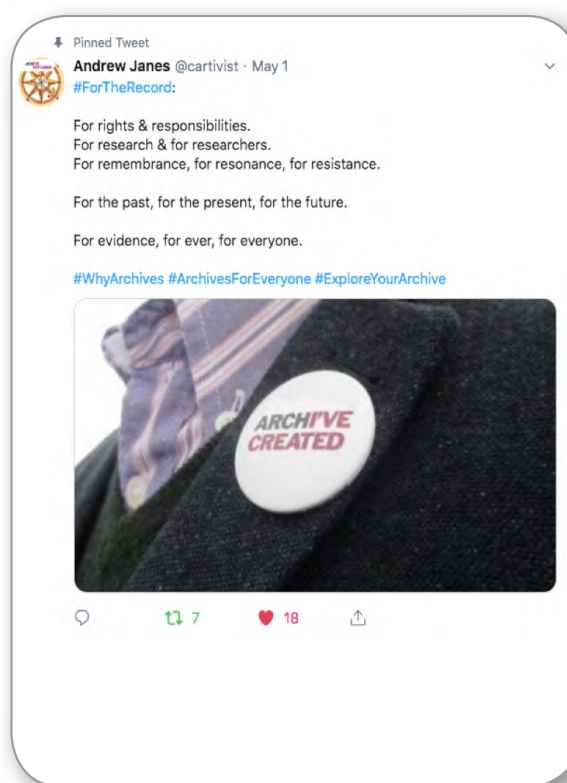 Pinned Tweet
Andrew Janes @cartivist · May 1
#ForTheRecord:
For rights & responsibilities.
For research & for researchers.
For remembrance, for resonance, for resistance.
For the past, for the present, for the future.
For evidence, for ever, for everyone.
#WhyArchives #ArchivesForEveryone #ExploreYourArchive
ARCHI'VE
CREATED
7
18